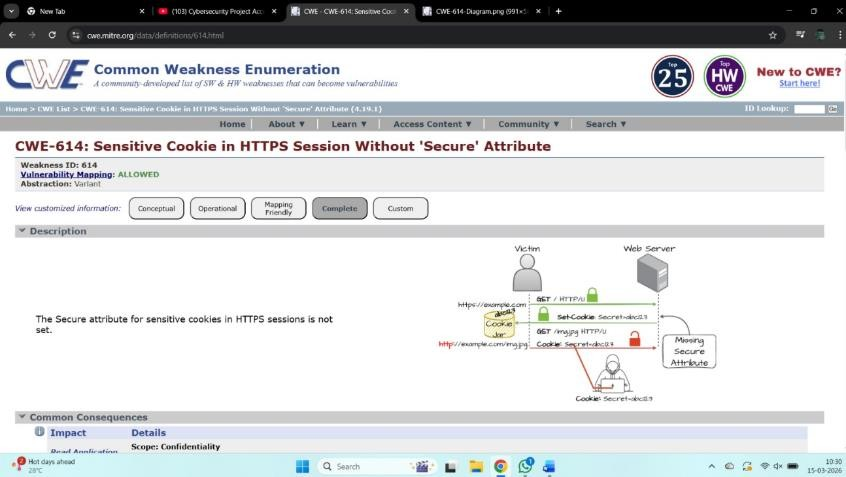 New Tab
(103) Cybersecurity Project Acc
CWE - CWE-614: Sensitive Cook
CWE-614-Diagram.png (991×5
cwe.mitre.org/data/definitions/614.html
CWE
Common Weakness Enumeration
A community-developed list of SW & HW weaknesses that can become vulnerabilities
Top 25
Top HW CWE
New to CWE?
Start here!
Home > CWE List > CWE-614: Sensitive Cookie in HTTPS Session Without 'Secure' Attribute (4.19.1)
ID Lookup:
Go
Home
About ▼
Learn ▼
Access Content ▼
Community ▼
Search ▼
CWE-614: Sensitive Cookie in HTTPS Session Without 'Secure' Attribute
Weakness ID: 614
Vulnerability Mapping: ALLOWED
Abstraction: Variant
View customized information:
Conceptual
Operational
Mapping
Friendly
Complete
Custom
Description
The Secure attribute for sensitive cookies in HTTPS sessions is not
set.
Victim
Web Server
https://example.com
GET / HTTP/1.1
abc123
Cookie
Jar
Set-Cookie: Secret=abc123
GET /img.jpg HTTP/1.1
http://example.com/img.jpg
Cookie: Secret=abc123
Missing
Secure
Attribute
Cookie: Secret=abc123
Common Consequences
Impact
Details
Read Application
Scope: Confidentiality
2
Hot days ahead
28°C
Search
1
10:30
15-03-2026